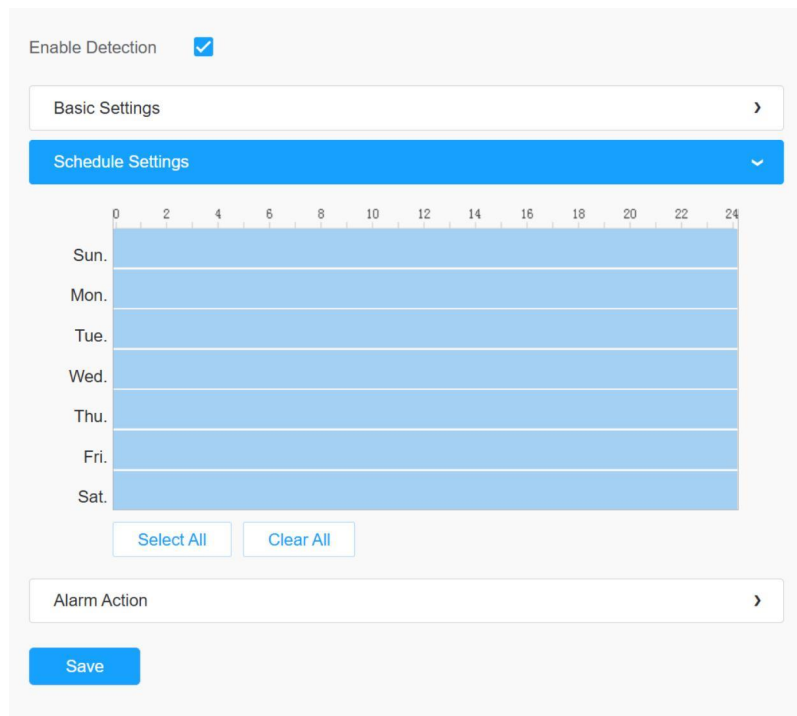 Enable Detection
Basic Settings
Schedule Settings
0 2 4 6 8 10 12 14 16 18 20 22 24
Sun.
Mon.
Tue.
Wed.
Thu.
Fri.
Sat.
Select All Clear All
Alarm Action
Save